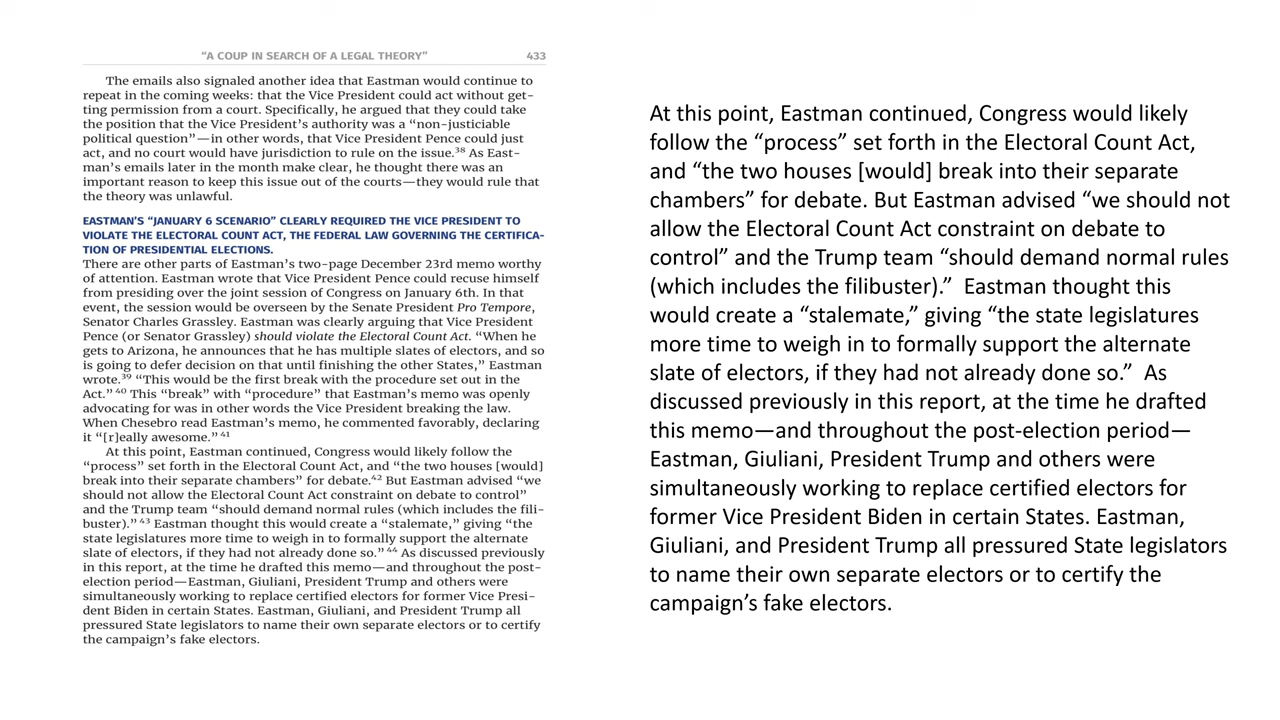 “A COUP IN SEARCH OF A LEGAL THEORY” 433
The emails also signaled another idea that Eastman would continue to
repeat in the coming weeks: that the Vice President could act without get-
ting permission from a court. Specifically, he argued that they could take
the position that the Vice President’s authority was a “non-justiciable
political question”—in other words, that Vice President Pence could just
act, and no court would have jurisdiction to rule on the issue.³⁸ As East-
man’s emails later in the month make clear, he thought there was an
important reason to keep this issue out of the courts—they would rule that
the theory was unlawful.
EASTMAN’S “JANUARY 6 SCENARIO” CLEARLY REQUIRED THE VICE PRESIDENT TO
VIOLATE THE ELECTORAL COUNT ACT, THE FEDERAL LAW GOVERNING THE CERTIFICA-
TION OF PRESIDENTIAL ELECTIONS.
There are other parts of Eastman’s two-page December 23rd memo worthy
of attention. Eastman wrote that Vice President Pence could recuse himself
from presiding over the joint session of Congress on January 6th. In that
event, the session would be overseen by the Senate President Pro Tempore,
Senator Charles Grassley. Eastman was clearly arguing that Vice President
Pence (or Senator Grassley) should violate the Electoral Count Act. “When he
gets to Arizona, he announces that he has multiple slates of electors, and so
is going to defer decision on that until finishing the other States,” Eastman
wrote.³⁹ “This would be the first break with the procedure set out in the
Act.” ⁴⁰ This “break” with “procedure” that Eastman’s memo was openly
advocating for was in other words the Vice President breaking the law.
When Chesebro read Eastman’s memo, he commented favorably, declaring
it “[r]eally awesome.” ⁴¹
At this point, Eastman continued, Congress would likely follow the
“process” set forth in the Electoral Count Act, and “the two houses [would]
break into their separate chambers” for debate.⁴² But Eastman advised “we
should not allow the Electoral Count Act constraint on debate to control”
and the Trump team “should demand normal rules (which includes the fili-
buster).” ⁴³ Eastman thought this would create a “stalemate,” giving “the
state legislatures more time to weigh in to formally support the alternate
slate of electors, if they had not already done so.” ⁴⁴ As discussed previously
in this report, at the time he drafted this memo—and throughout the post-
election period—Eastman, Giuliani, President Trump and others were
simultaneously working to replace certified electors for former Vice Presi-
dent Biden in certain States. Eastman, Giuliani, and President Trump all
pressured State legislators to name their own separate electors or to certify
the campaign’s fake electors.
At this point, Eastman continued, Congress would likely
follow the “process” set forth in the Electoral Count Act,
and “the two houses [would] break into their separate
chambers” for debate. But Eastman advised “we should not
allow the Electoral Count Act constraint on debate to
control” and the Trump team “should demand normal rules
(which includes the filibuster).”  Eastman thought this
would create a “stalemate,” giving “the state legislatures
more time to weigh in to formally support the alternate
slate of electors, if they had not already done so.”  As
discussed previously in this report, at the time he drafted
this memo—and throughout the post-election period—
Eastman, Giuliani, President Trump and others were
simultaneously working to replace certified electors for
former Vice President Biden in certain States. Eastman,
Giuliani, and President Trump all pressured State legislators
to name their own separate electors or to certify the
campaign’s fake electors.